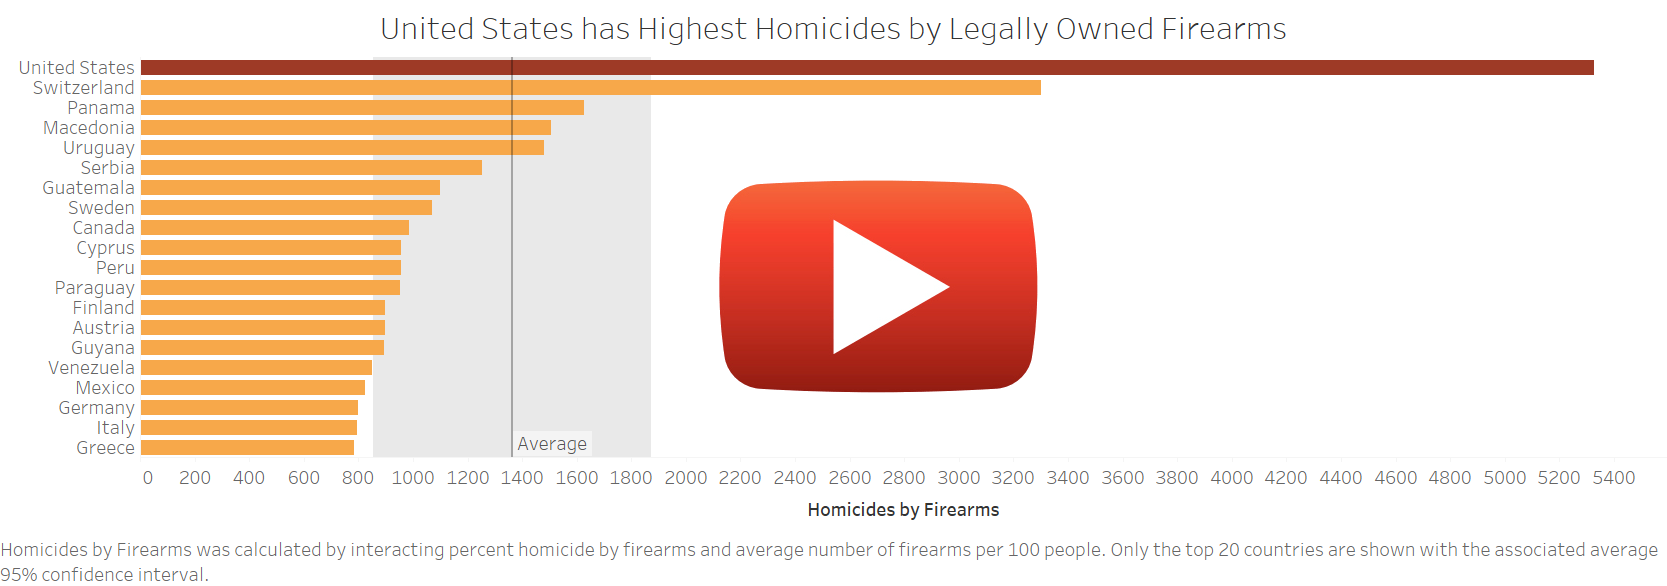 United States has Highest Homicides by Legally Owned Firearms
United States
Switzerland
Panama
Macedonia
Uruguay
Serbia
Guatemala
Sweden
Canada
Cyprus
Peru
Paraguay
Finland
Austria
Guyana
Venezuela
Mexico
Germany
Italy
Greece
Average
0 200 400 600 800 1000 1200 1400 1600 1800 2000 2200 2400 2600 2800 3000 3200 3400 3600 3800 4000 4200 4400 4600 4800 5000 5200 5400
Homicides by Firearms
Homicides by Firearms was calculated by interacting percent homicide by firearms and average number of firearms per 100 people. Only the top 20 countries are shown with the associated average
95% confidence interval.